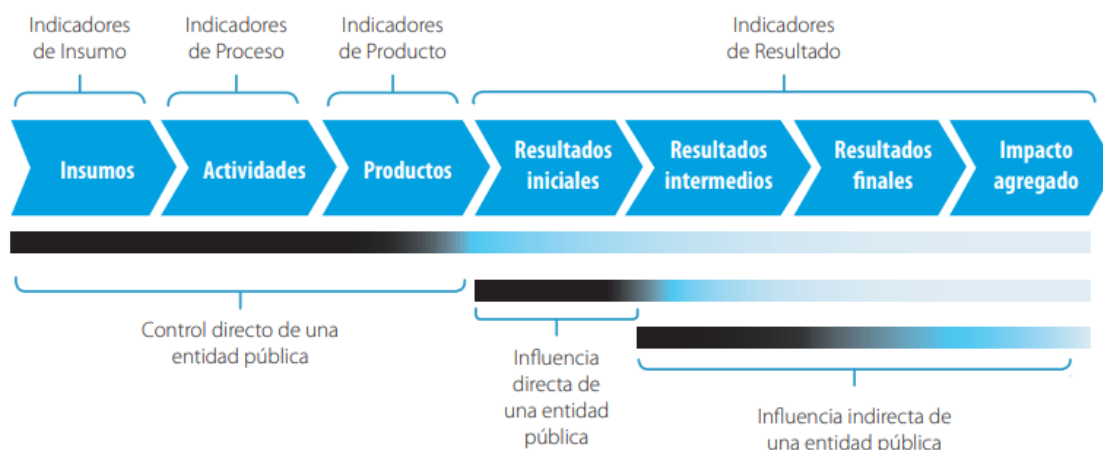 Indicadores
de Insumo
Indicadores
de Proceso
Indicadores
de Producto
Indicadores
de Resultado
Insumos
Actividades
Productos
Resultados
iniciales
Resultados
intermedios
Resultados
finales
Impacto
agregado
Control directo de una
entidad pública
Influencia
directa de
una entidad
pública
Influencia indirecta de
una entidad pública